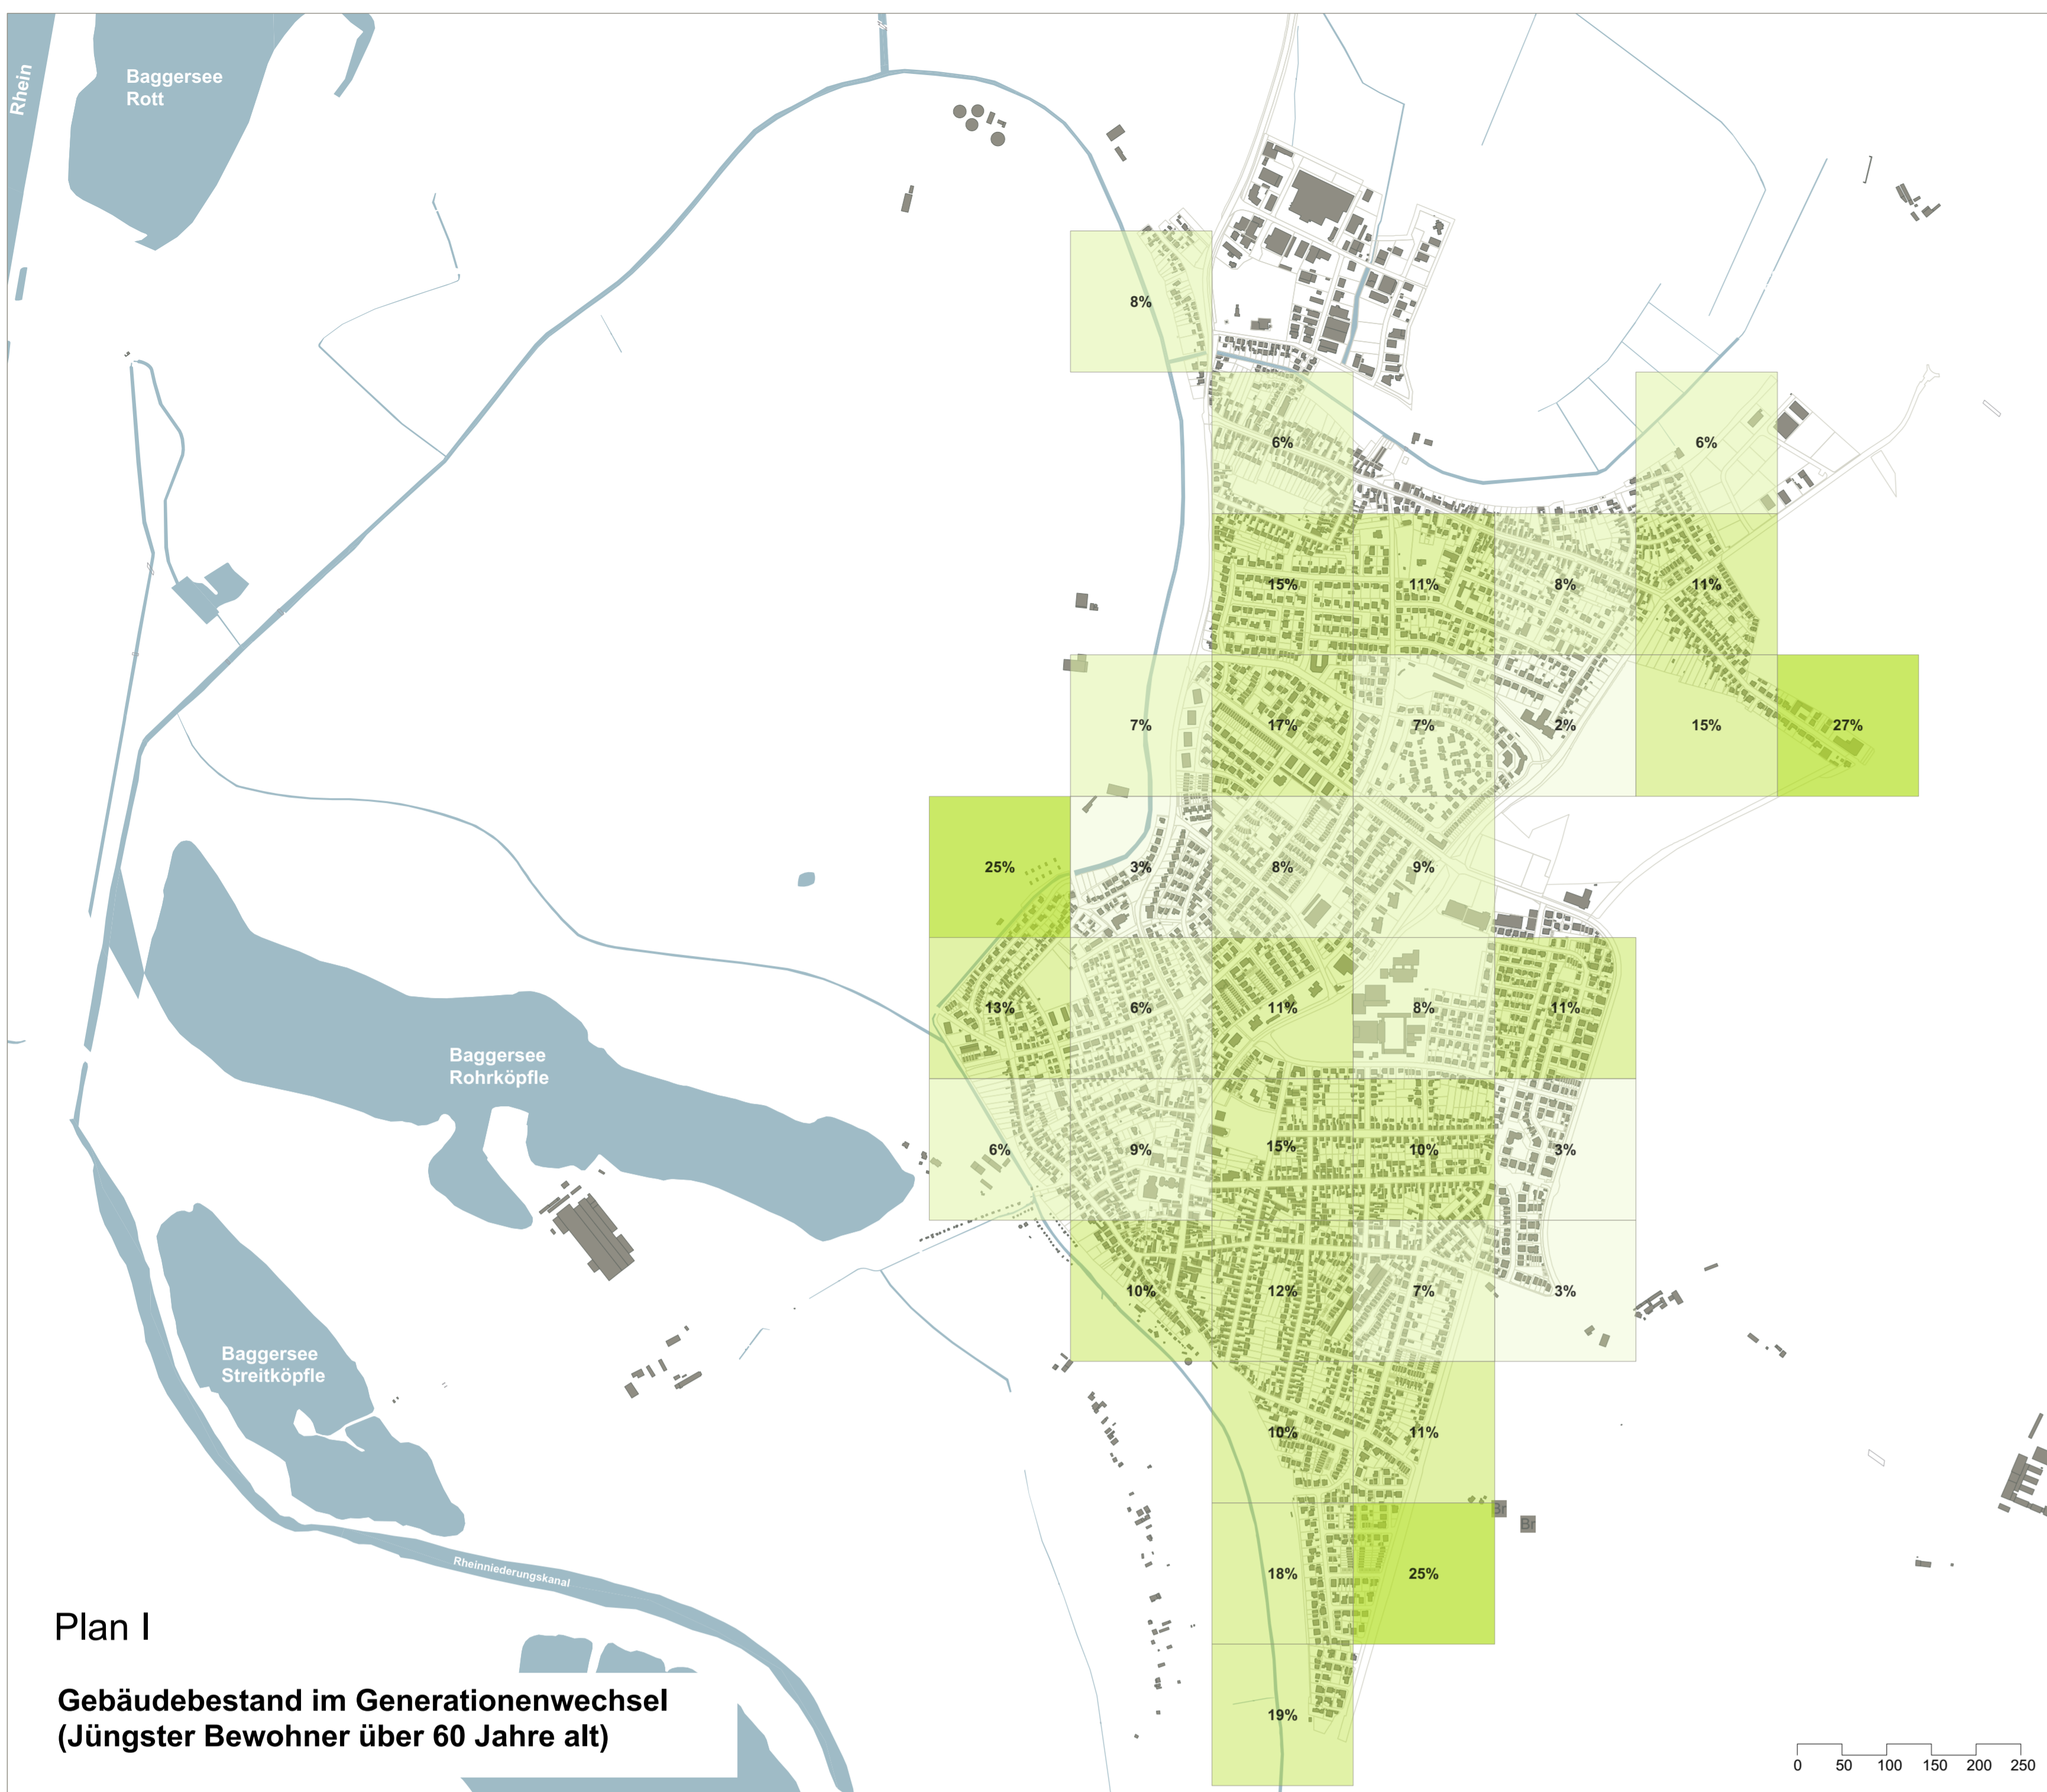 Rhein
Baggersee
Rott
8%
6%
6%
15%
11%
8%
11%
7%
17%
7%
2%
15%
27%
25%
3%
8%
9%
13%
6%
11%
8%
11%
Baggersee
Rohrköpfle
6%
9%
15%
10%
3%
10%
12%
7%
3%
Baggersee
Streitköpfle
10%
11%
Br
Br
18%
25%
Rheinniederungskanal
19%
Plan I
Gebäudebestand im Generationenwechsel
(Jüngster Bewohner über 60 Jahre alt)
0 50 100 150 200 250